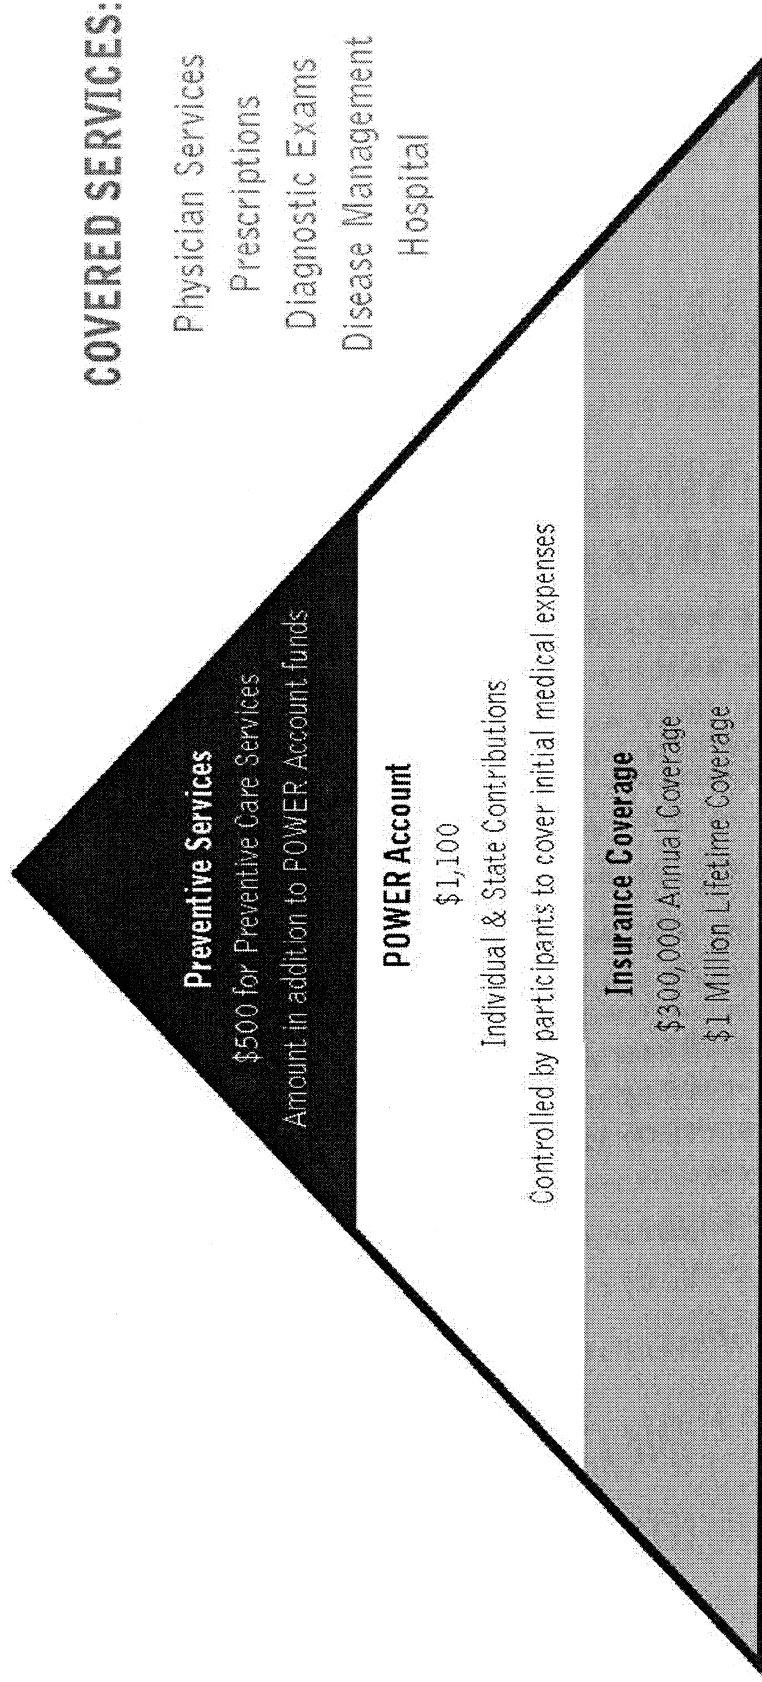 COVERED SERVICES:
Physician Services
Prescriptions
Diagnostic Exams
Disease Management
Hospital
Preventive Services
$500 for Preventive Care Services
Amount in addition to POWER Account funds
POWER Account
$1,100
Individual & State Contributions
Controlled by participants to cover initial medical expenses
Insurance Coverage
$300,000 Annual Coverage
$1 Million Lifetime Coverage